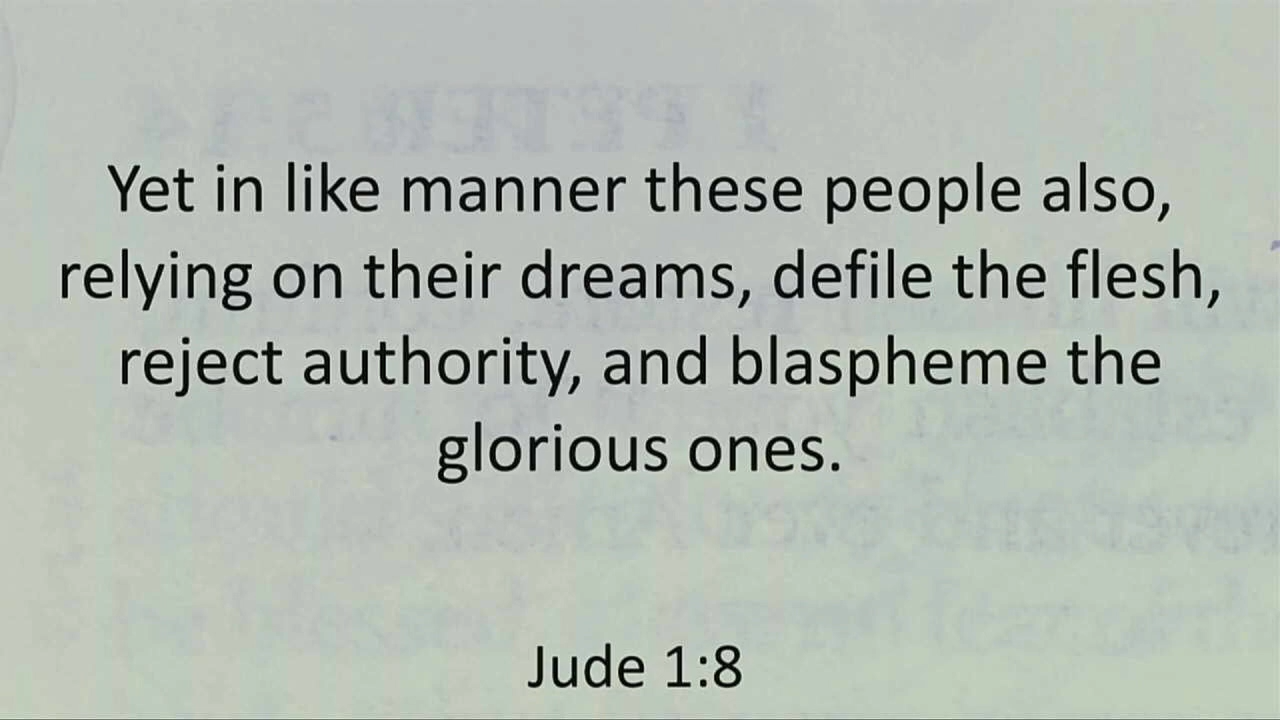 Yet in like manner these people also,
relying on their dreams, defile the flesh,
reject authority, and blaspheme the
glorious ones.
Jude 1:8